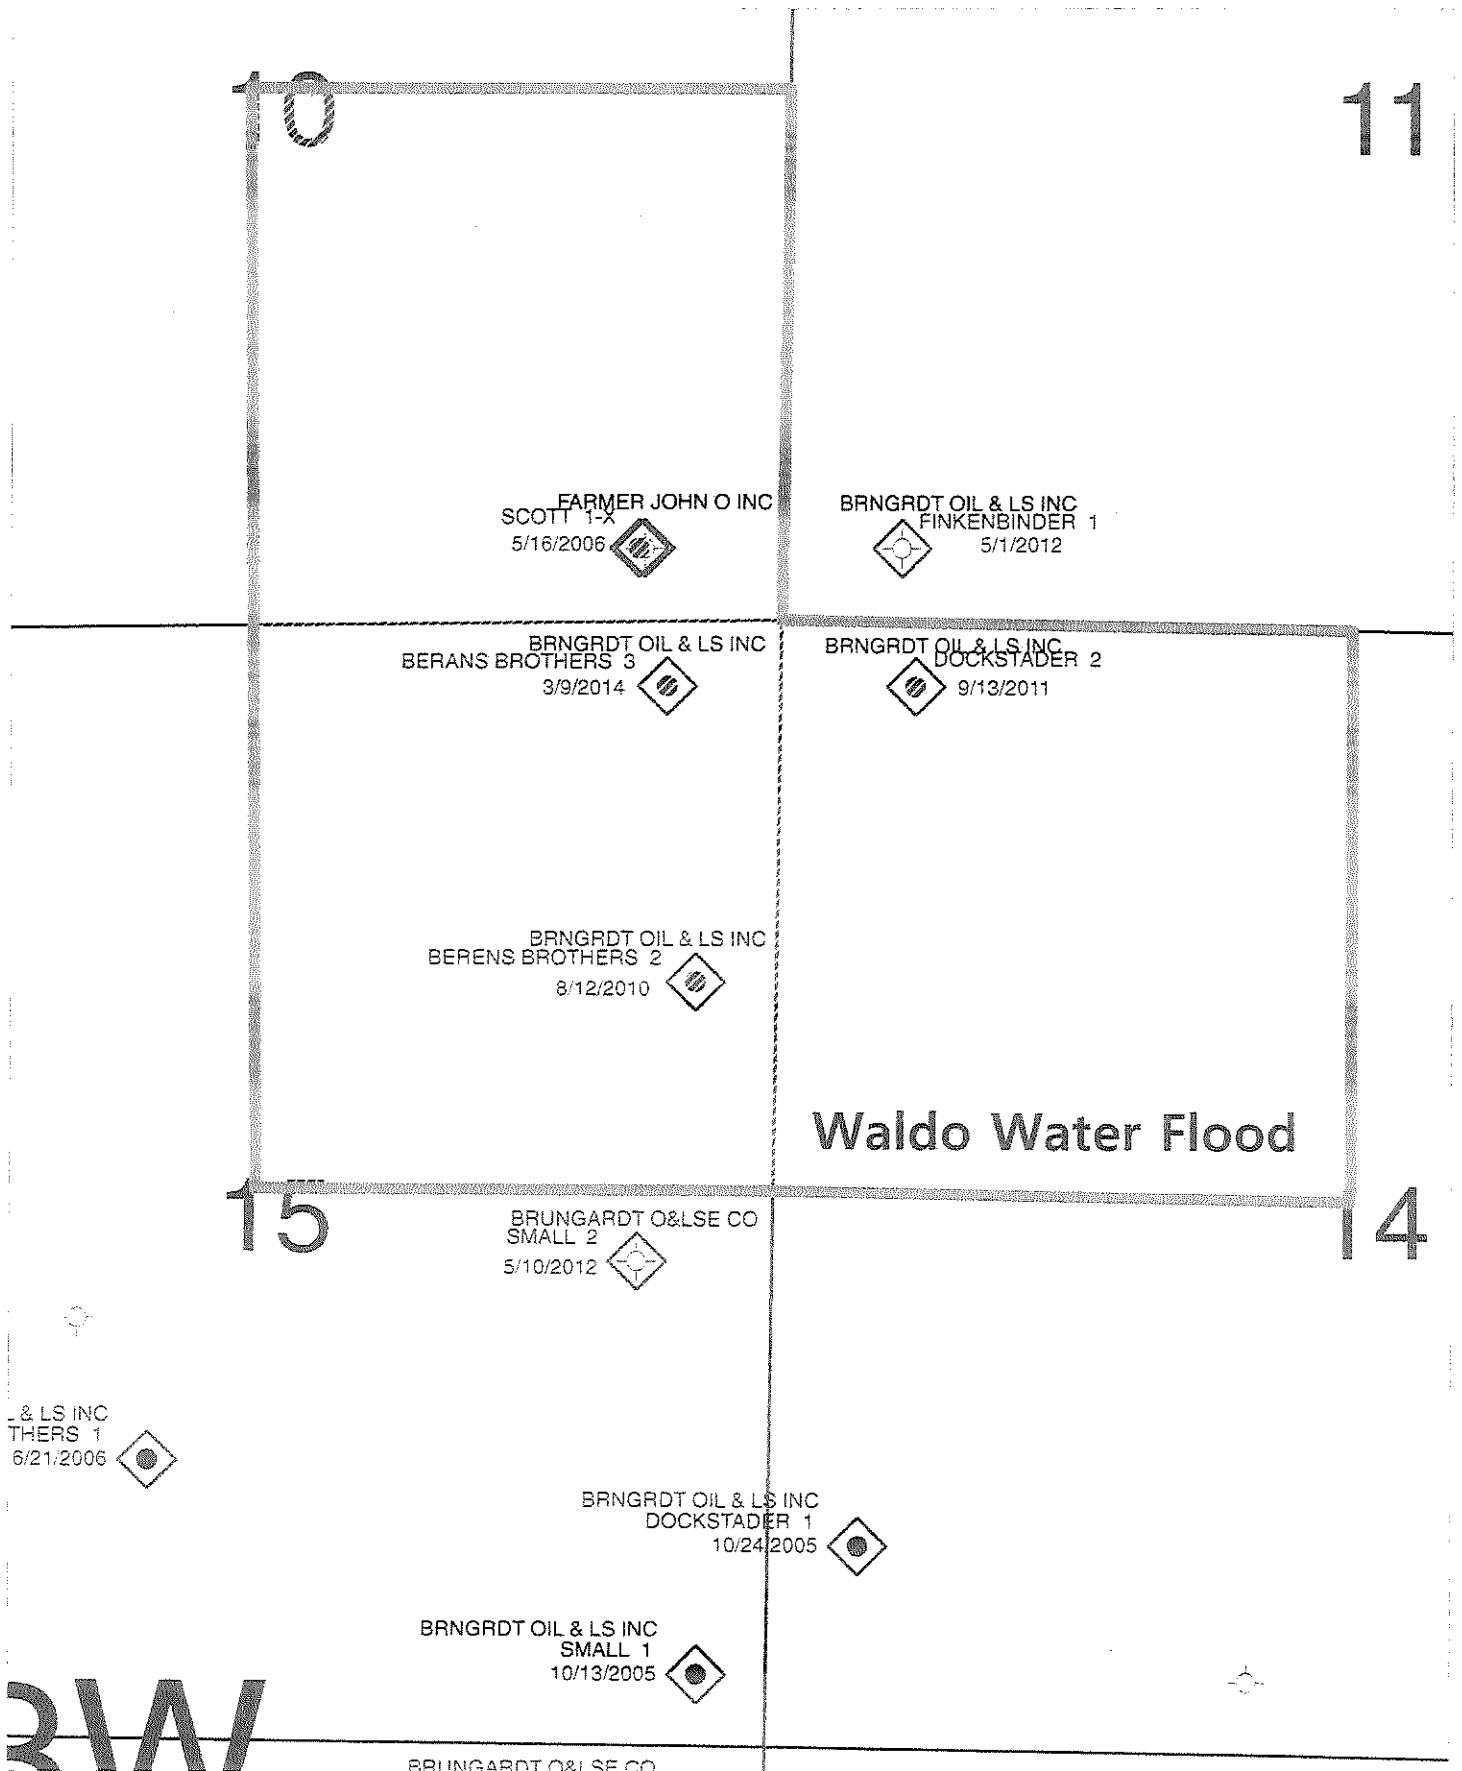 10
11
FARMER JOHN O INC
SCOTT 1-X
5/16/2006
BRNGRDT OIL & LS INC
FINKENBINDER 1
5/1/2012
BRNGRDT OIL & LS INC
BERANS BROTHERS 3
3/9/2014
BRNGRDT OIL & LS INC
DOCKSTADER 2
9/13/2011
BRNGRDT OIL & LS INC
BERENS BROTHERS 2
8/12/2010
Waldo Water Flood
15
14
BRUNGARDT O&LSE CO
SMALL 2
5/10/2012
L & LS INC
THERS 1
6/21/2006
BRNGRDT OIL & LS INC
DOCKSTADER 1
10/24/2005
BRNGRDT OIL & LS INC
SMALL 1
10/13/2005
3W
BRUNGARDT O&LSE CO